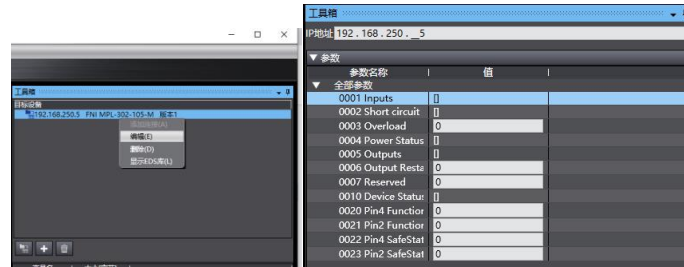 工具箱
目标设备
192.168.250.5 FNI MPL-302-105-M 版本1
编辑(E)
删除(D)
显示EDS库(L)
工具箱
IP地址 192 . 168 . 250 . __5
▼ 参数
参数名称 值
▼ 全部参数
0001 Inputs []
0002 Short circuit []
0003 Overload 0
0004 Power Status []
0005 Outputs []
0006 Output Resta 0
0007 Reserved 0
0010 Device Status []
0020 Pin4 Function 0
0021 Pin2 Function 0
0022 Pin4 SafeStat 0
0023 Pin2 SafeStat 0